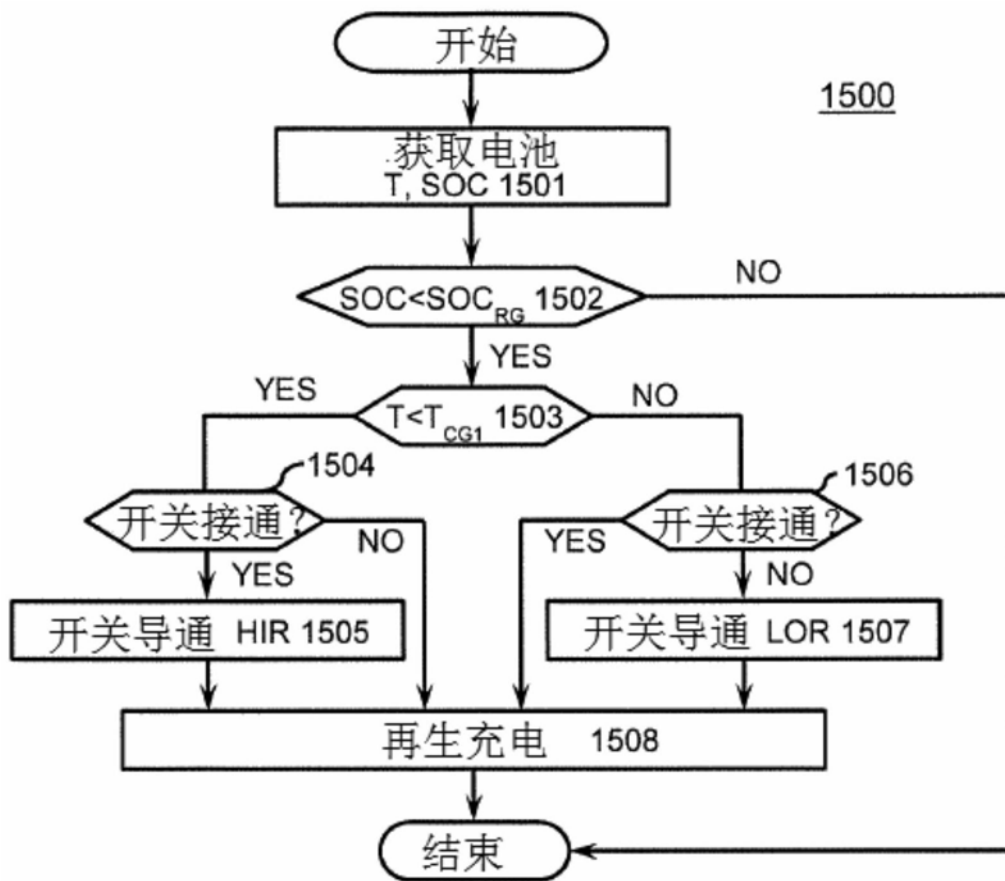 开始
1500
获取电池
T, SOC 1501
SOC<SOC_RG 1502
NO
YES
YES
T<T_CG1 1503
NO
1504
1506
开关接通?
NO
YES
开关接通?
YES
NO
开关导通 HIR 1505
开关导通 LOR 1507
再生充电 1508
结束